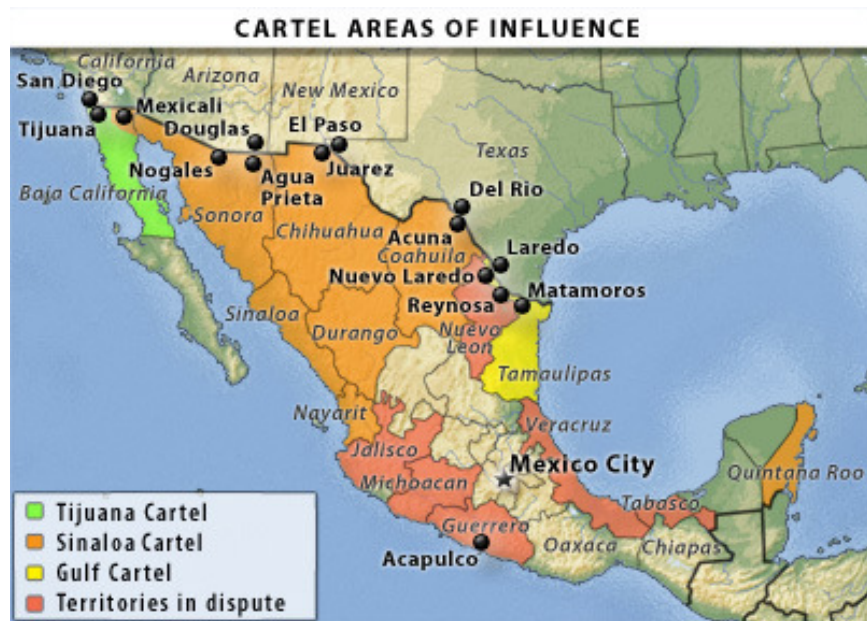 CARTEL AREAS OF INFLUENCE
California
Arizona
New Mexico
Texas
San Diego
Mexicali
Tijuana
Douglas
El Paso
Nogales
Agua
Prieta
Juarez
Baja California
Sonora
Chihuahua
Del Rio
Acuna
Coahuila
Laredo
Nuevo Laredo
Matamoros
Reynosa
Sinaloa
Durango
Nuevo
Leon
Tamaulipas
Nayarit
Veracruz
Jalisco
Mexico City
Michoacan
Quintana Roo
Tabasco
Guerrero
Oaxaca
Chiapas
Acapulco
Tijuana Cartel
Sinaloa Cartel
Gulf Cartel
Territories in dispute